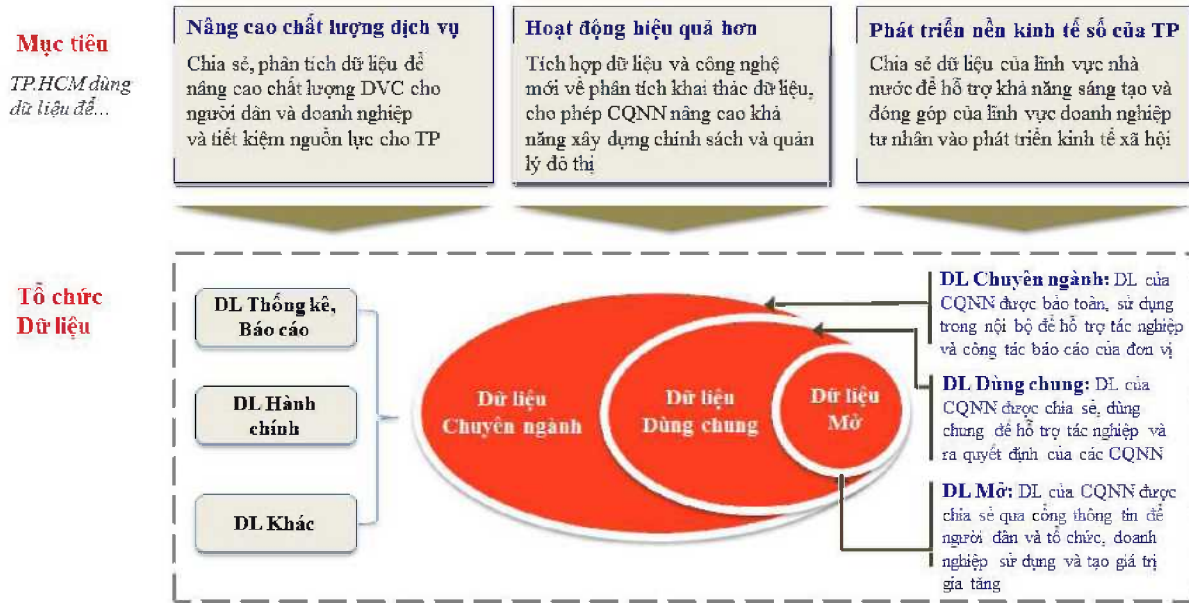 Mục tiêu
TP.HCM dùng
dữ liệu để...
Nâng cao chất lượng dịch vụ
Chia sẻ, phân tích dữ liệu để
nâng cao chất lượng DVC cho
người dân và doanh nghiệp
và tiết kiệm nguồn lực cho TP
Hoạt động hiệu quả hơn
Tích hợp dữ liệu và công nghệ
mới về phân tích khai thác dữ liệu,
cho phép CQNN nâng cao khả
năng xây dựng chính sách và quản
lý đô thị
Phát triển nền kinh tế số của TP
Chia sẻ dữ liệu của lĩnh vực nhà
nước để hỗ trợ khả năng sáng tạo và
đóng góp của lĩnh vực doanh nghiệp
tư nhân vào phát triển kinh tế xã hội
Tổ chức
Dữ liệu
DL Thống kê,
Báo cáo
DL Hành
chính
DL Khác
Dữ liệu
Chuyên ngành
Dữ liệu
Dùng chung
Dữ liệu
Mở
DL Chuyên ngành: DL của
CQNN được bảo toàn, sử dụng
trong nội bộ để hỗ trợ tác nghiệp
và công tác báo cáo của đơn vị
DL Dùng chung: DL của
CQNN được chia sẻ, dùng
chung để hỗ trợ tác nghiệp và
ra quyết định của các CQNN
DL Mở: DL của CQNN được
chia sẻ qua cổng thông tin để
người dân và tổ chức, doanh
nghiệp sử dụng và tạo giá trị
gia tăng